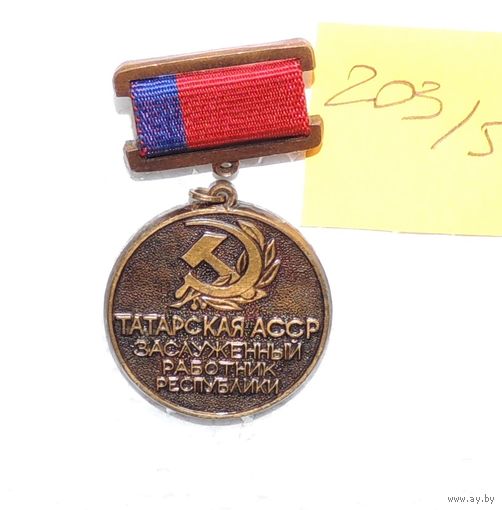 203/5
ТАТАРСКАЯ АССР
ЗАСЛУЖЕННЫЙ
РАБОТНИК
РЕСПУБЛИКИ
www.ay.by